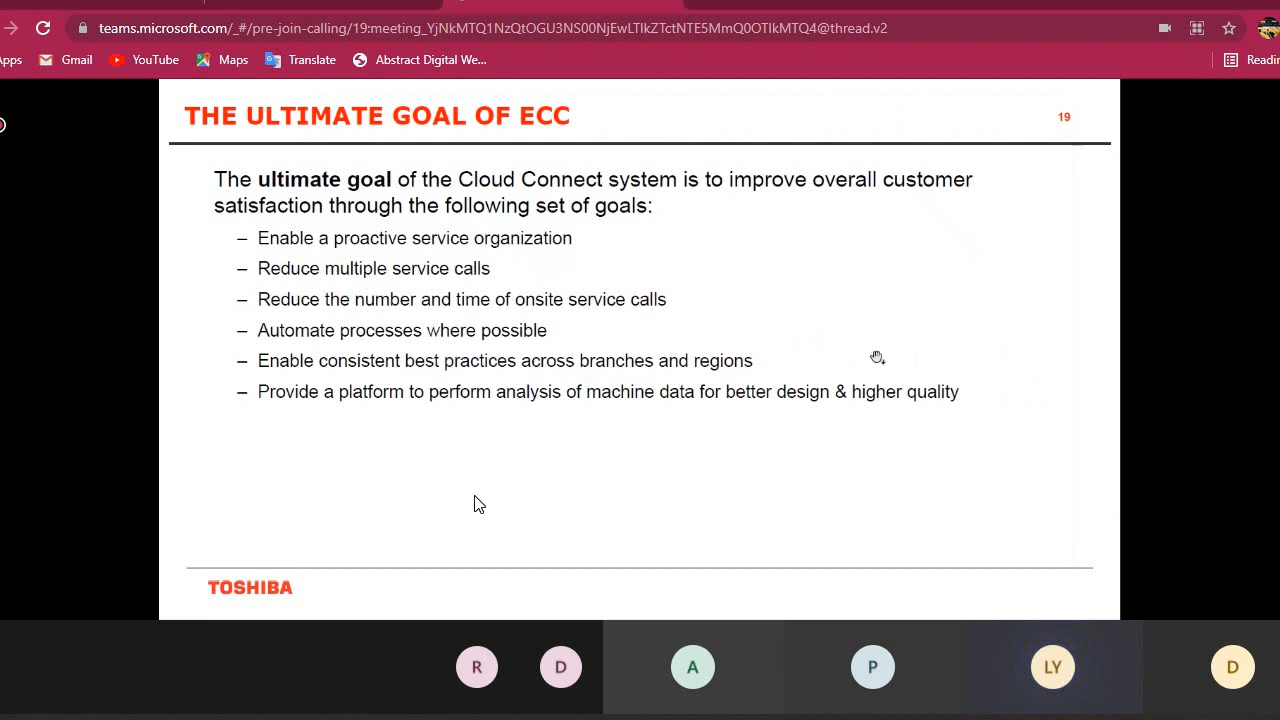 teams.microsoft.com/_#/pre-join-calling/19:meeting_YjNkMTQ1NzQtOGU3NS00NjEwLTlkZTctNTE5MmQ0OTlkMTQ4@thread.v2
Gmail YouTube Maps Translate Abstract Digital We...
THE ULTIMATE GOAL OF ECC 19
The ultimate goal of the Cloud Connect system is to improve overall customer
satisfaction through the following set of goals:
– Enable a proactive service organization
– Reduce multiple service calls
– Reduce the number and time of onsite service calls
– Automate processes where possible
– Enable consistent best practices across branches and regions
– Provide a platform to perform analysis of machine data for better design & higher quality
TOSHIBA
R D A P LY D